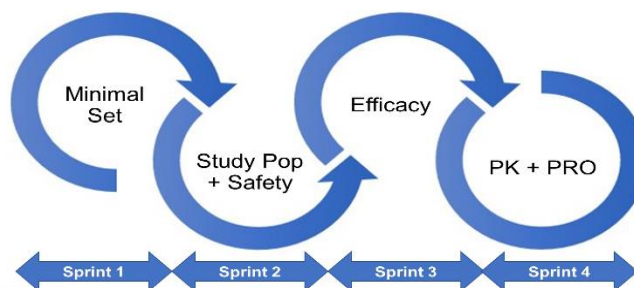 Minimal
Set
Study Pop
+ Safety
Efficacy
PK + PRO
Sprint 1
Sprint 2
Sprint 3
Sprint 4